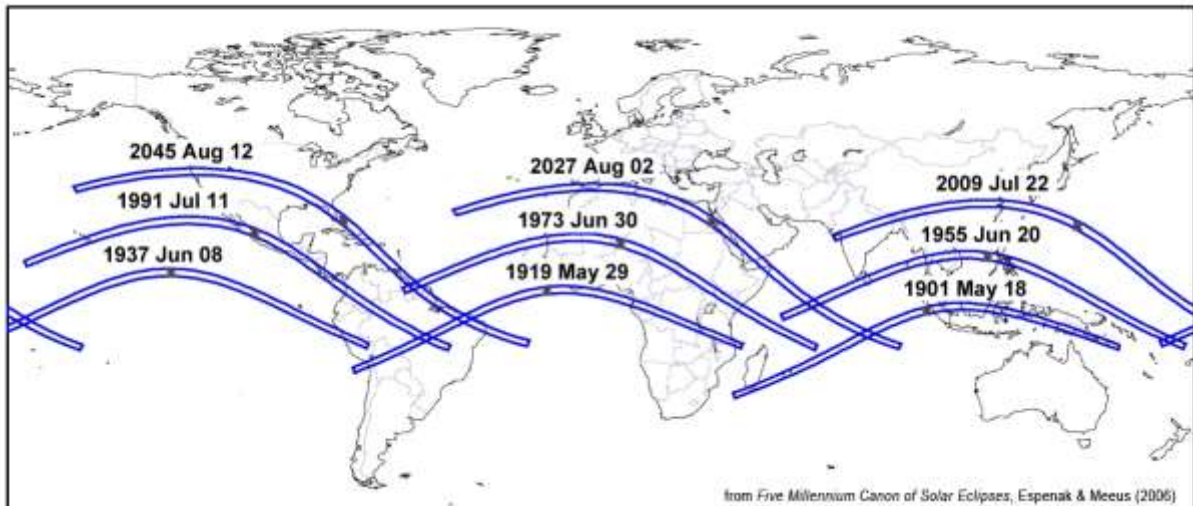 2045 Aug 12
2027 Aug 02
2009 Jul 22
1991 Jul 11
1973 Jun 30
1955 Jun 20
1937 Jun 08
1919 May 29
1901 May 18
from Five Millennium Canon of Solar Eclipses, Espenak & Meeus (2006)